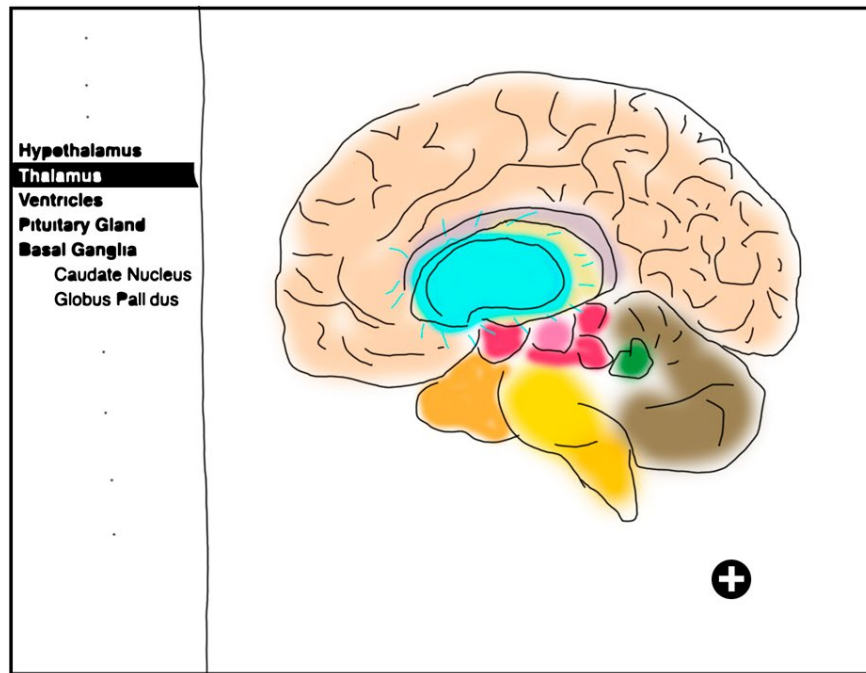 Hypothalamus
Thalamus
Ventricles
Pituitary Gland
Basal Ganglia
Caudate Nucleus
Globus Pall dus